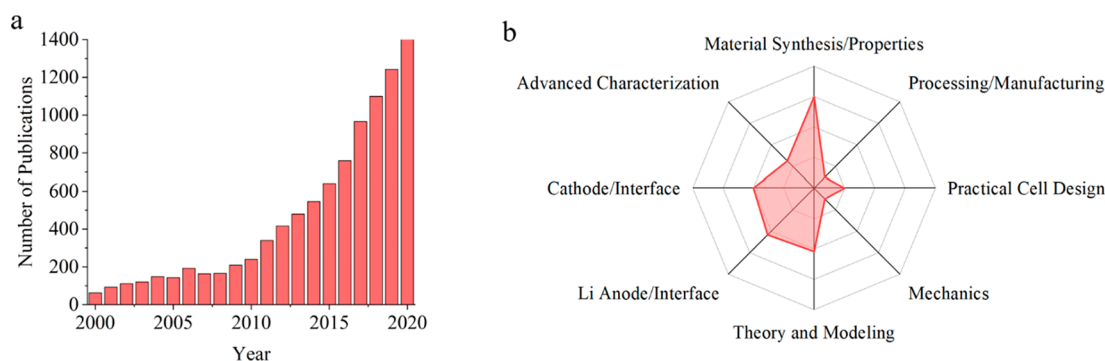 a
1400
1200
1000
800
600
400
200
0
Number of Publications
2000
2005
2010
2015
2020
Year
b
Material Synthesis/Properties
Advanced Characterization
Processing/Manufacturing
Cathode/Interface
Practical Cell Design
Li Anode/Interface
Mechanics
Theory and Modeling